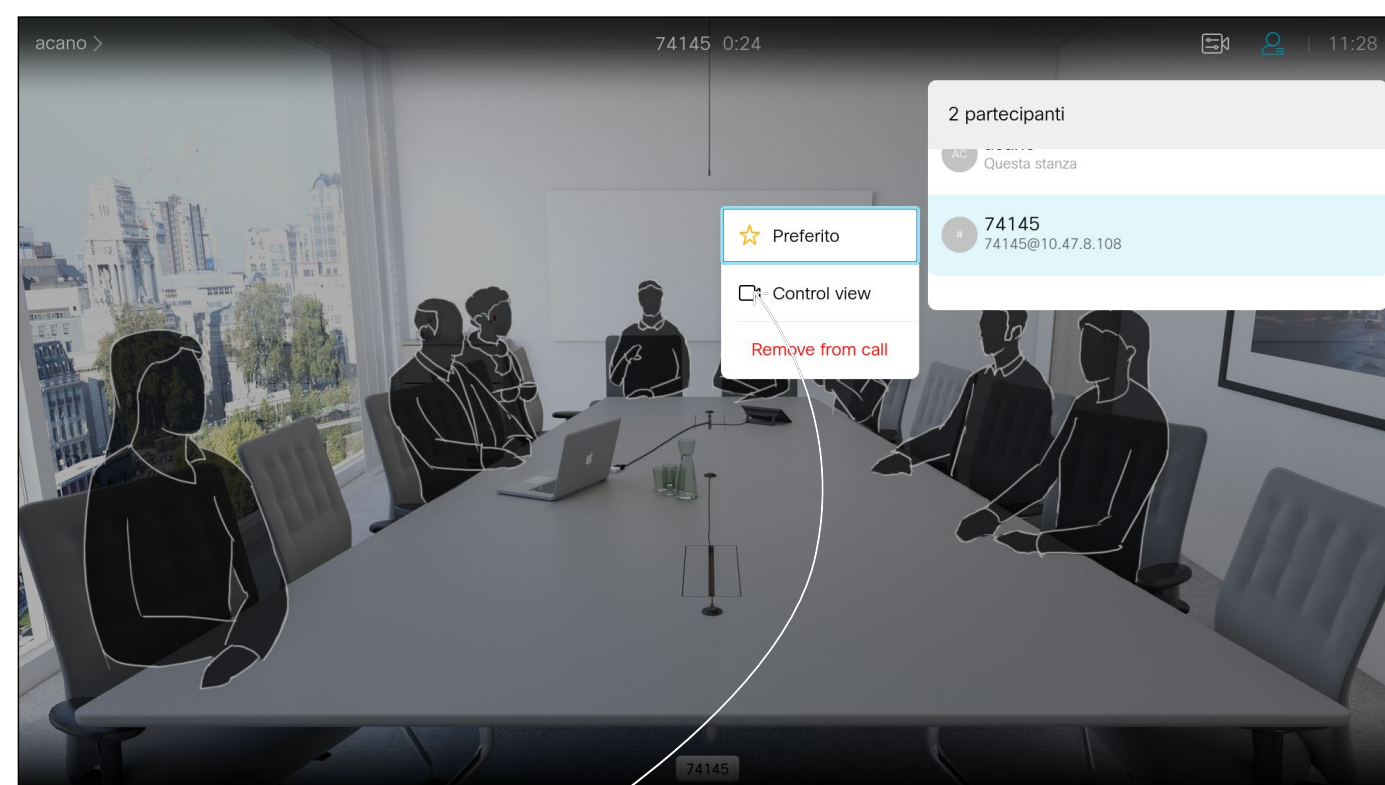 acano
74145 0:24
11:28
2 partecipanti
AC
Questa stanza
#
74145
74145@10.47.8.108
Preferito
Control view
Remove from call
74145